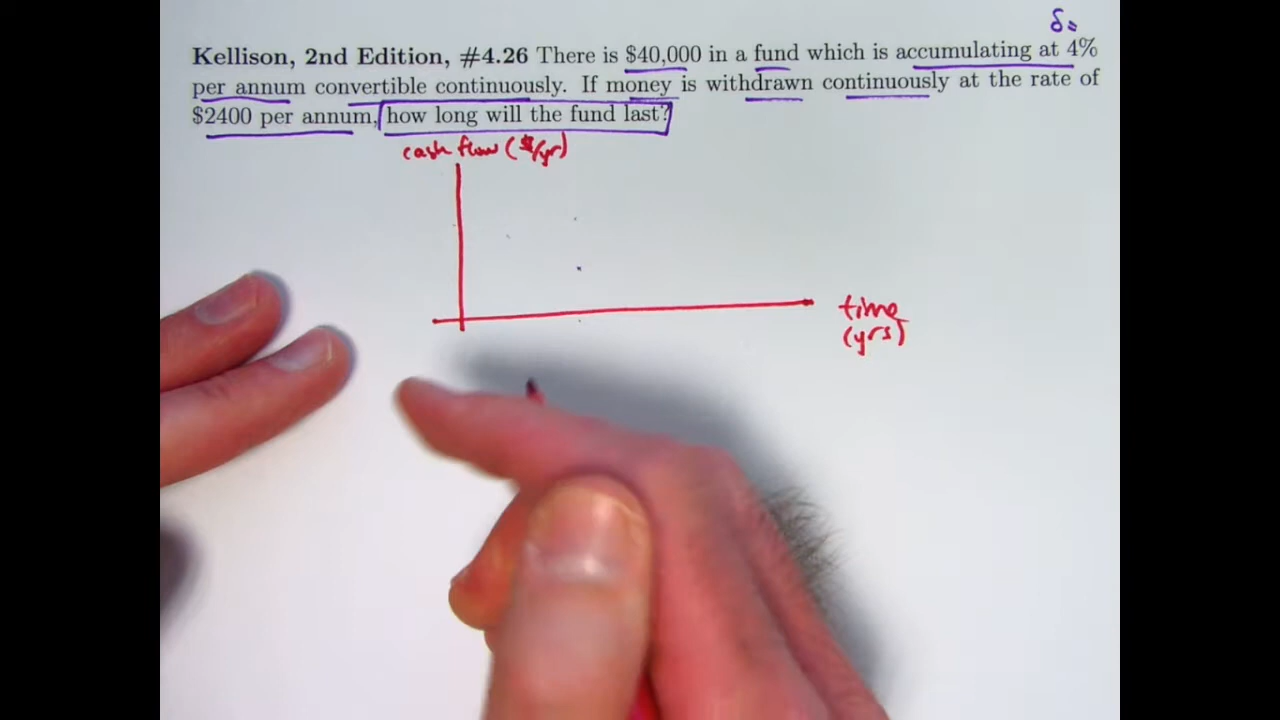 δ=
Kellison, 2nd Edition, #4.26 There is $40,000 in a fund which is accumulating at 4%
per annum convertible continuously. If money is withdrawn continuously at the rate of
$2400 per annum, how long will the fund last?
cash flow ($/yr)
time
(yrs)